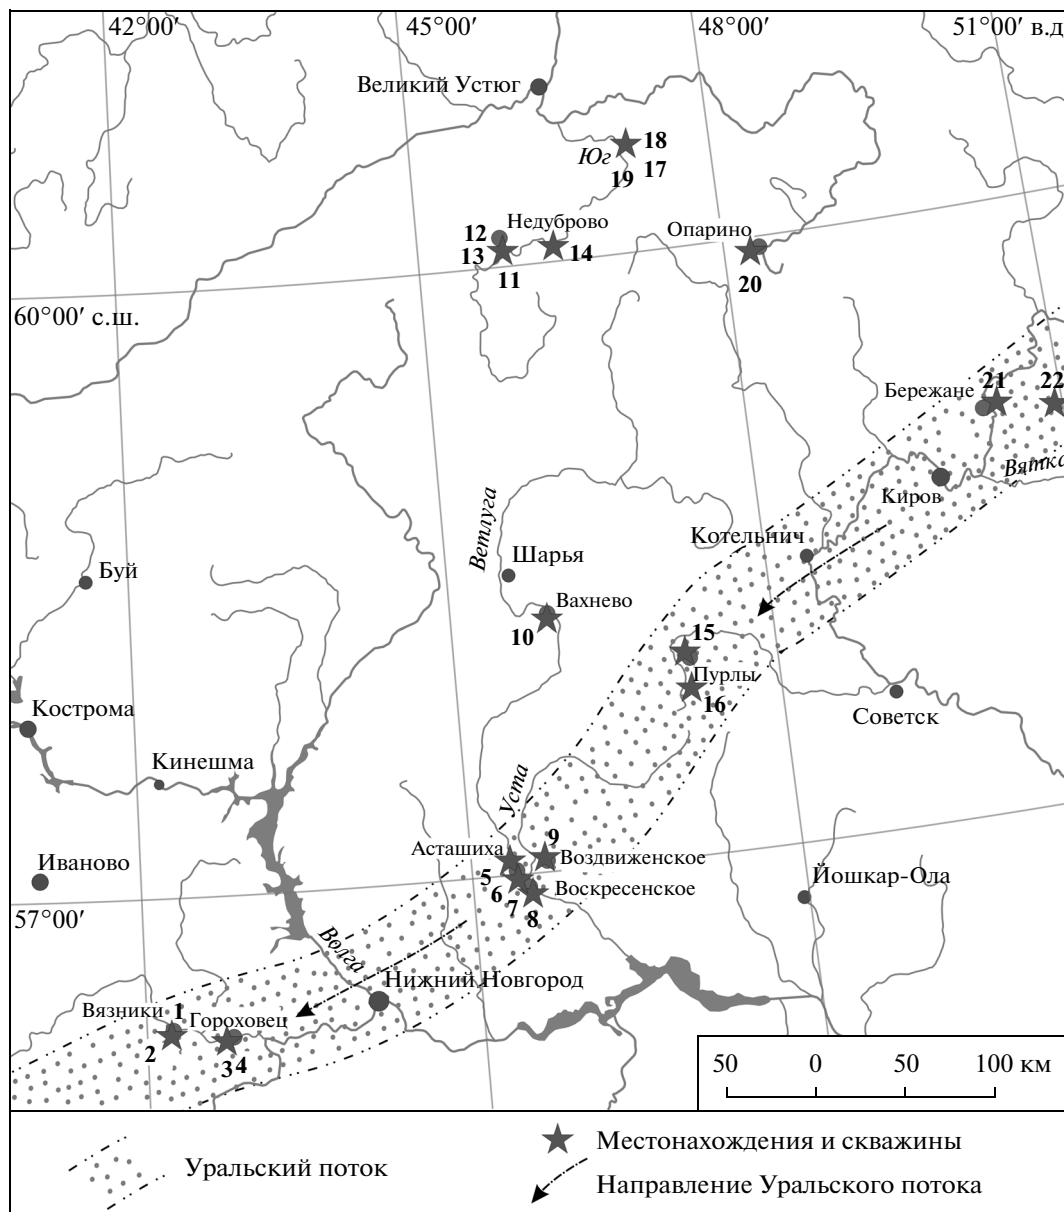 42°00′ 45°00′ 48°00′ 51°00′ в.д
Великий Устюг
18
Юг
19 17
12 Недуброво
Опарино
13 14
11
20
60°00′ с.ш.
21 22
Бережане
Вятка
Киров
Ветлуга
Котельнич
Шарья
Буй
Вахнево
10
15
Пурлы
16
Кострома
Советск
Кинешма
Уста
9
Асташиха
Воздвиженское
Иваново
5
Йошкар-Ола
6 Воскресенское
7 8
57°00′
Волга
Нижний Новгород
Вязники 1
Гороховец
2
3 4
50 0 50 100 км
Местонахождения и скважины
Уральский поток
Направление Уральского потока